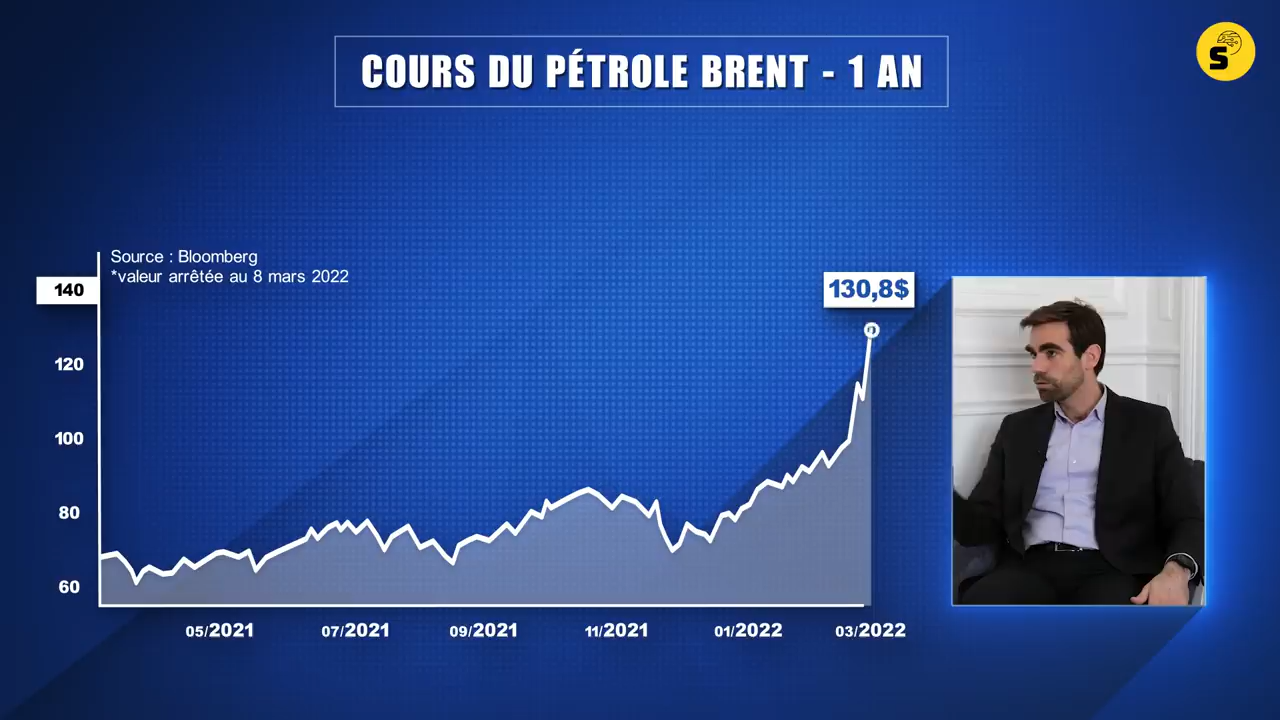 COURS DU PÉTROLE BRENT - 1 AN
S
Source : Bloomberg
*valeur arrêtée au 8 mars 2022
140
130,8$
120
100
80
60
05/2021 07/2021 09/2021 11/2021 01/2022 03/2022